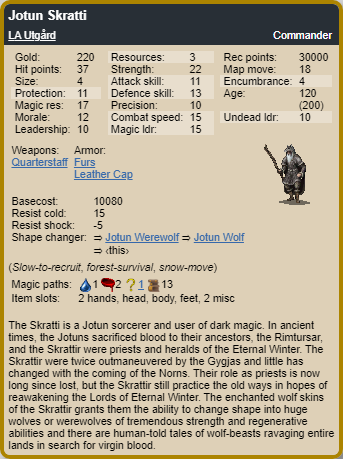 Jotun Skratti
LA Utgård Commander
Gold: 220 Resources: 3 Rec points: 30000
Hit points: 37 Strength: 22 Map move: 18
Size: 4 Attack skill: 11 Encumbrance: 4
Protection: 11 Defence skill: 13 Age: 120
Magic res: 17 Precision: 10 (200)
Morale: 12 Combat speed: 15 Undead ldr: 10
Leadership: 10 Magic ldr: 15
Weapons: Armor:
Quarterstaff Furs
Leather Cap
Basecost: 10080
Resist cold: 15
Resist shock: -5
Shape changer: ⇒ Jotun Werewolf ⇒ Jotun Wolf
⇒ ‹this›
(Slow-to-recruit, forest-survival, snow-move)
Magic paths: 1 2 ? 1 13
Item slots: 2 hands, head, body, feet, 2 misc
The Skratti is a Jotun sorcerer and user of dark magic. In ancient
times, the Jotuns sacrificed blood to their ancestors, the Rimtursar,
and the Skrattir were priests and heralds of the Eternal Winter. The
Skrattir were twice outmaneuvered by the Gygjas and little has
changed with the coming of the Norns. Their role as priests is now
long since lost, but the Skrattir still practice the old ways in hopes of
reawakening the Lords of Eternal Winter. The enchanted wolf skins
of the Skrattir grants them the ability to change shape into huge
wolves or werewolves of tremendous strength and regenerative
abilities and there are human-told tales of wolf-beasts ravaging entire
lands in search for virgin blood.